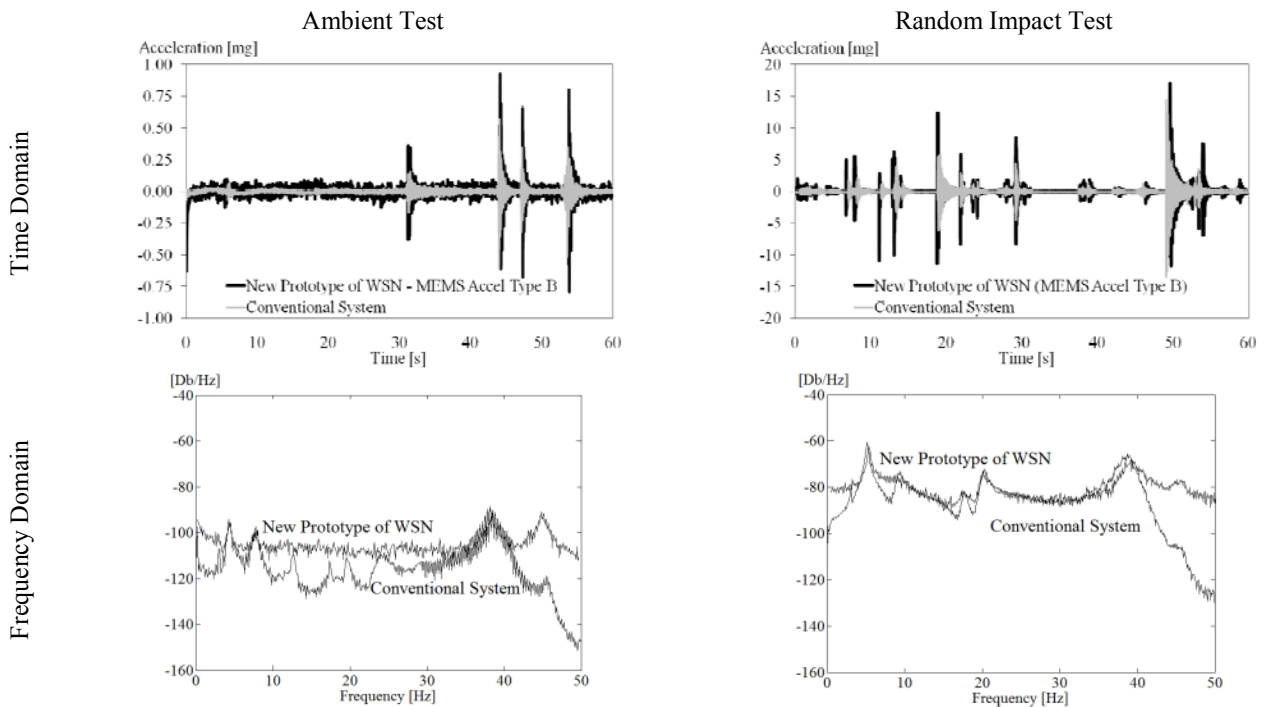 Ambient Test
Random Impact Test
Time Domain
Acceleration [mg]
1.00
0.75
0.50
0.25
0.00
-0.25
-0.50
-0.75
-1.00
New Prototype of WSN - MEMS Accel Type B
Conventional System
0 10 20 30 40 50 60
Time [s]
Acceleration [mg]
20
15
10
5
0
-5
-10
-15
-20
New Prototype of WSN (MEMS Accel Type B)
Conventional System
0 10 20 30 40 50 60
Time [s]
Frequency Domain
[Db/Hz]
-40
-60
-80
-100
-120
-140
-160
New Prototype of WSN
Conventional System
0 10 20 30 40 50
Frequency [Hz]
[Db/Hz]
-40
-60
-80
-100
-120
-140
-160
New Prototype of WSN
Conventional System
0 10 20 30 40 50
Frequency [Hz]